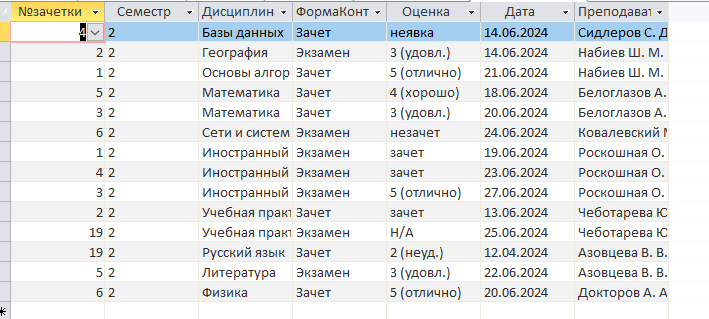 №зачетки Семестр Дисциплин ФормаКонт Оценка Дата Преподават
4 2 Базы данных Зачет неявка 14.06.2024 Сидлеров С. Д
2 2 География Экзамен 3 (удовл.) 14.06.2024 Набиев Ш. М.
1 2 Основы алгор Зачет 5 (отлично) 21.06.2024 Набиев Ш. М.
5 2 Математика Зачет 4 (хорошо) 18.06.2024 Белоглазов А.
3 2 Математика Зачет 3 (удовл.) 20.06.2024 Белоглазов А.
6 2 Сети и систем Экзамен незачет 24.06.2024 Ковалевский М
1 2 Иностранный Экзамен зачет 19.06.2024 Роскошная О.
4 2 Иностранный Экзамен зачет 23.06.2024 Роскошная О.
3 2 Иностранный Экзамен 5 (отлично) 27.06.2024 Роскошная О.
2 2 Учебная практ Зачет зачет 13.06.2024 Чеботарева Ю
19 2 Учебная практ Экзамен Н/А 25.06.2024 Чеботарева Ю
19 2 Русский язык Зачет 2 (неуд.) 12.04.2024 Азовцева В. В.
5 2 Литература Экзамен 3 (удовл.) 22.06.2024 Азовцева В. В.
6 2 Физика Зачет 5 (отлично) 20.06.2024 Докторов А. А